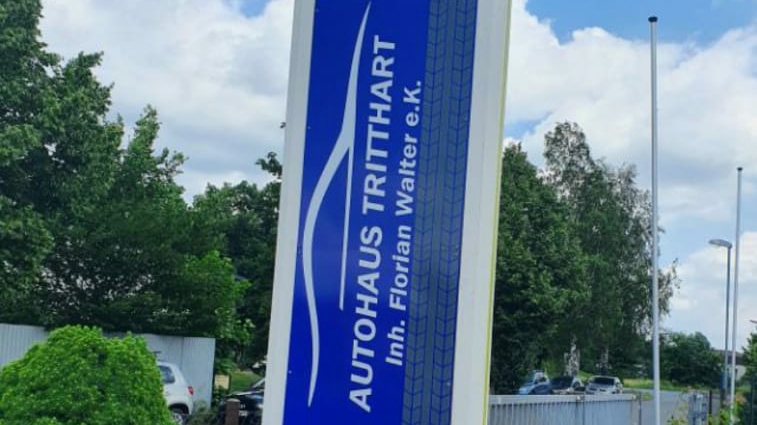 AUTOHAUS TRITTHART
Inh. Florian Walter e.K.